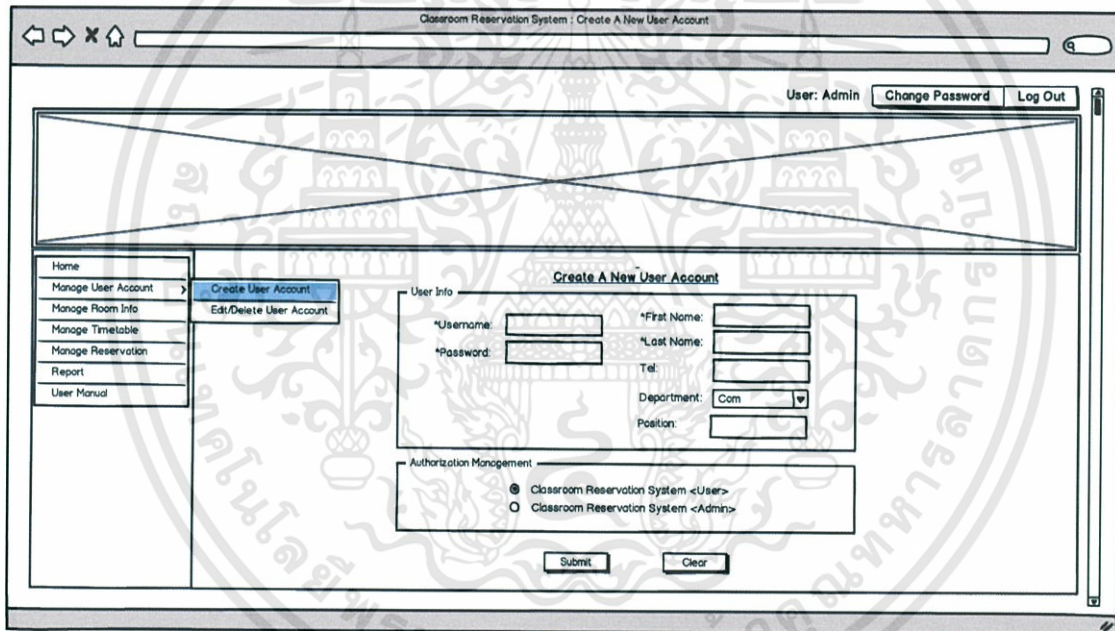 Classroom Reservation System : Create A New User Account
User: Admin Change Password Log Out
Home
Manage User Account >
Create User Account
Edit/Delete User Account
Manage Room Info
Manage Timetable
Manage Reservation
Report
User Manual
Create A New User Account
User Info
*Username:
*Password:
*First Name:
*Last Name:
Tel:
Department: Com
Position:
Authorization Management
Classroom Reservation System <User>
Classroom Reservation System <Admin>
Submit Clear